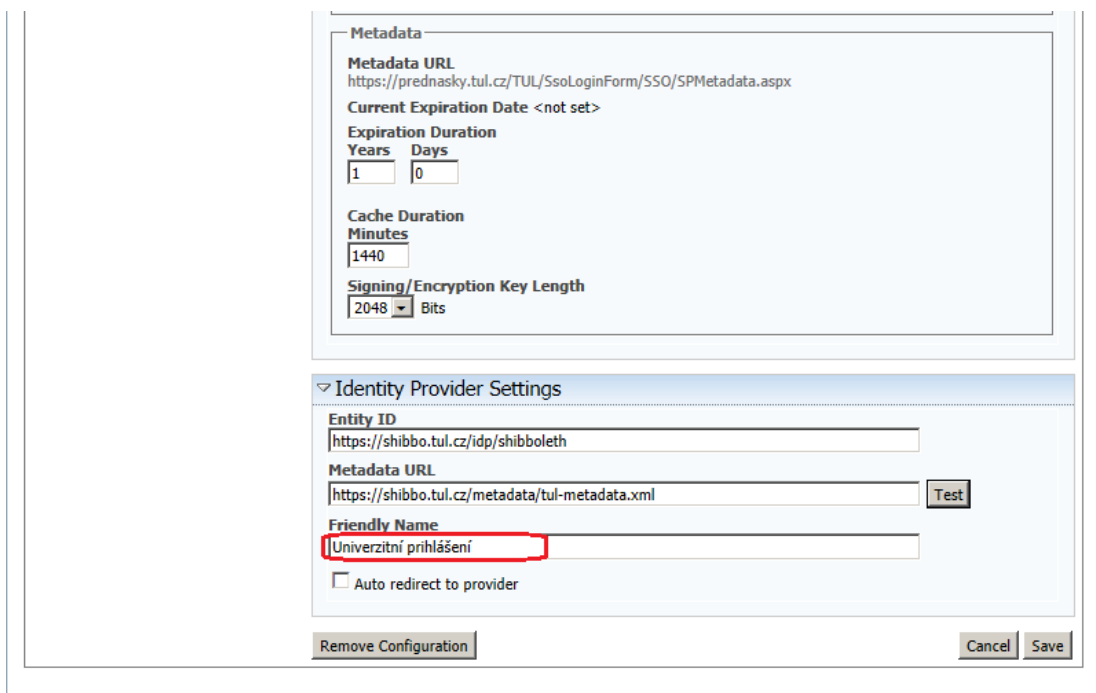 Metadata
Metadata URL
https://prednasky.tul.cz/TUL/SsoLoginForm/SSO/SPMetadata.aspx
Current Expiration Date <not set>
Expiration Duration
Years Days
1 0
Cache Duration
Minutes
1440
Signing/Encryption Key Length
2048 Bits
Identity Provider Settings
Entity ID
https://shibbo.tul.cz/idp/shibboleth
Metadata URL
https://shibbo.tul.cz/metadata/tul-metadata.xml Test
Friendly Name
Univerzitní prihlášení
Auto redirect to provider
Remove Configuration Cancel Save